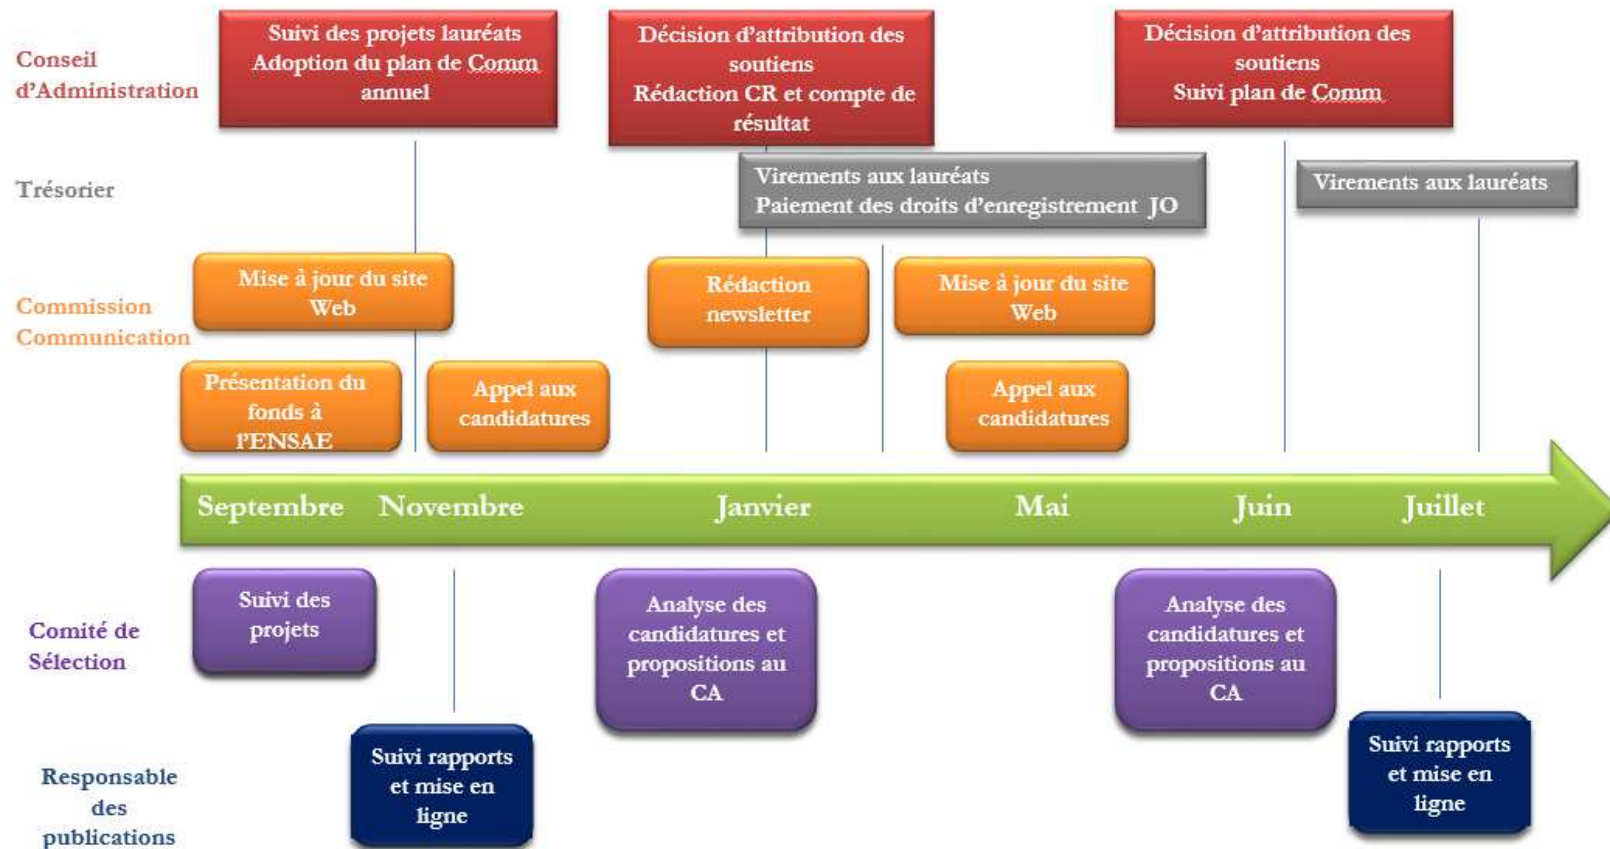 Conseil
d'Administration
Suivi des projets lauréats
Adoption du plan de Comm
annuel
Décision d'attribution des
soutiens
Rédaction CR et compte de
résultat
Décision d'attribution des
soutiens
Suivi plan de Comm
Trésorier
Virements aux lauréats
Paiement des droits d'enregistrement JO
Virements aux lauréats
Commission
Communication
Mise à jour du site
Web
Rédaction
newsletter
Mise à jour du site
Web
Présentation du
fonds à
l'ENSAE
Appel aux
candidatures
Appel aux
candidatures
Septembre Novembre Janvier Mai Juin Juillet
Comité de
Sélection
Suivi des
projets
Analyse des
candidatures et
propositions au
CA
Analyse des
candidatures et
propositions au
CA
Responsable
des
publications
Suivi rapports
et mise en
ligne
Suivi rapports
et mise en
ligne